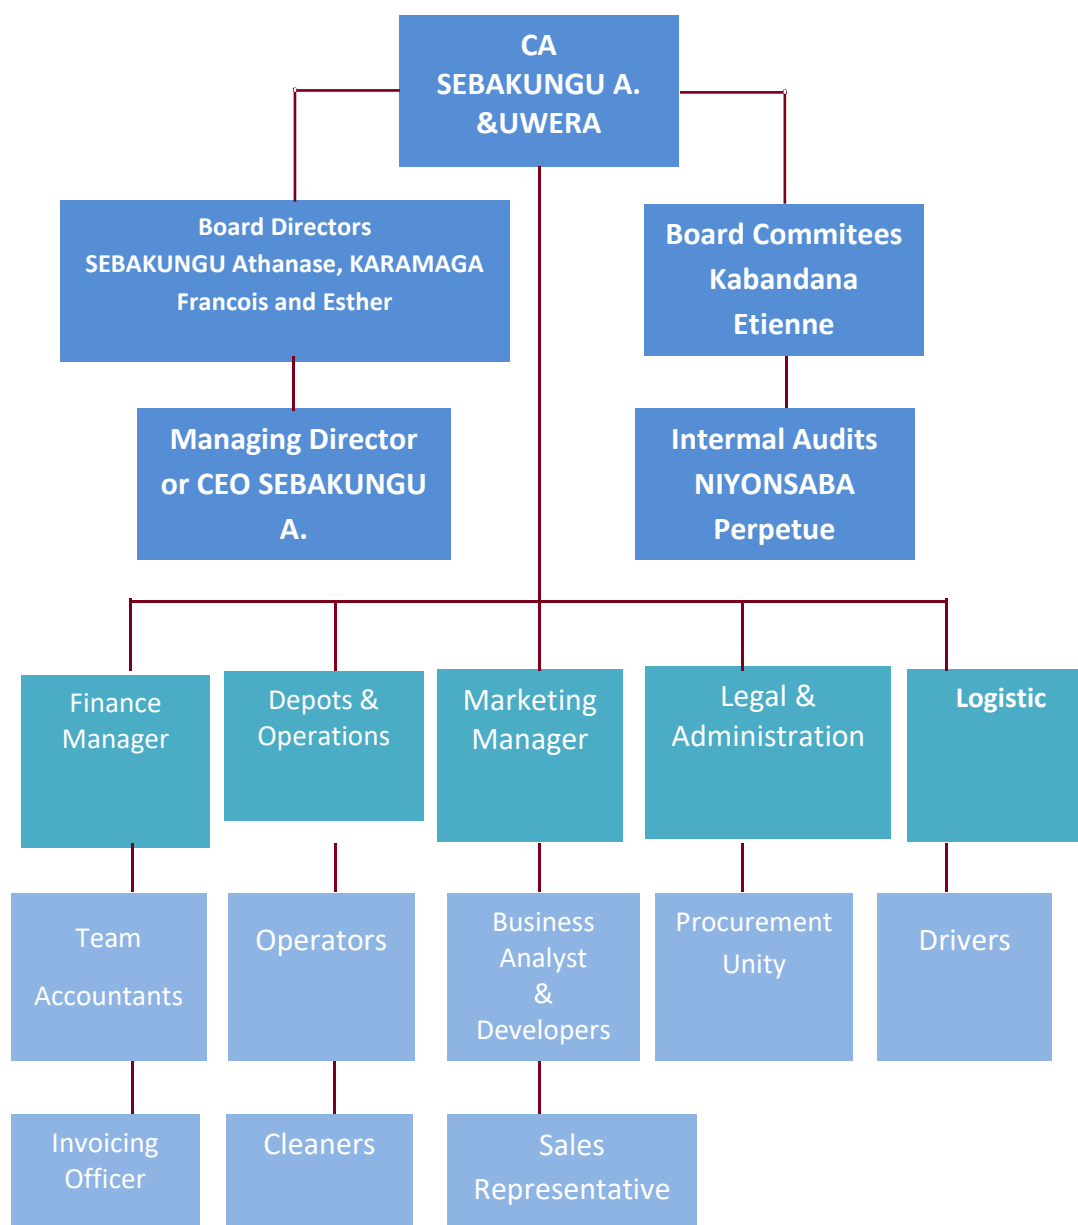 CA
SEBAKUNGU A.
&UWERA
Board Directors
SEBAKUNGU Athanase, KARAMAGA
Francois and Esther
Board Commitees
Kabandana
Etienne
Managing Director
or CEO SEBAKUNGU
A.
Intermal Audits
NIYONSABA
Perpetue
Finance
Manager
Depots &
Operations
Marketing
Manager
Legal &
Administration
Logistic
Team
Accountants
Operators
Business
Analyst
&
Developers
Procurement
Unity
Drivers
Invoicing
Officer
Cleaners
Sales
Representative